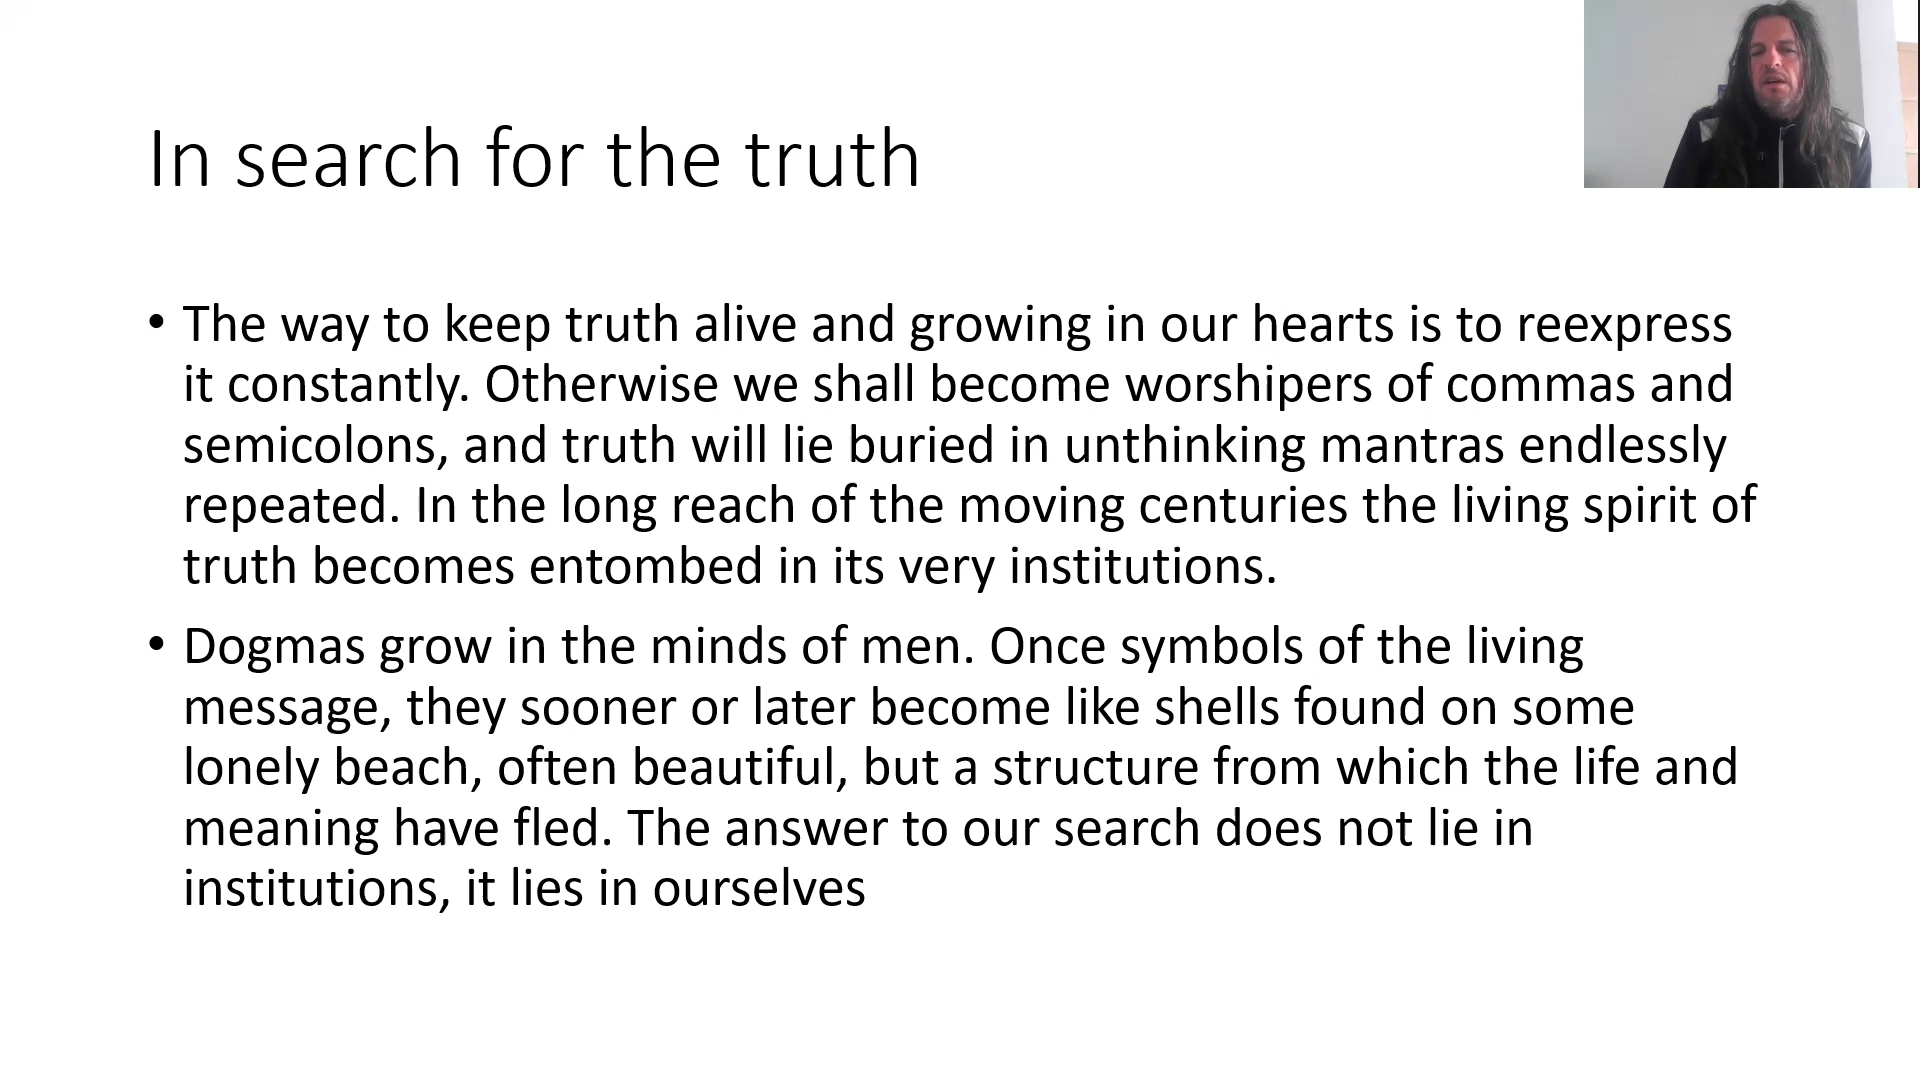 In search for the truth
• The way to keep truth alive and growing in our hearts is to reexpress
it constantly. Otherwise we shall become worshipers of commas and
semicolons, and truth will lie buried in unthinking mantras endlessly
repeated. In the long reach of the moving centuries the living spirit of
truth becomes entombed in its very institutions.
• Dogmas grow in the minds of men. Once symbols of the living
message, they sooner or later become like shells found on some
lonely beach, often beautiful, but a structure from which the life and
meaning have fled. The answer to our search does not lie in
institutions, it lies in ourselves